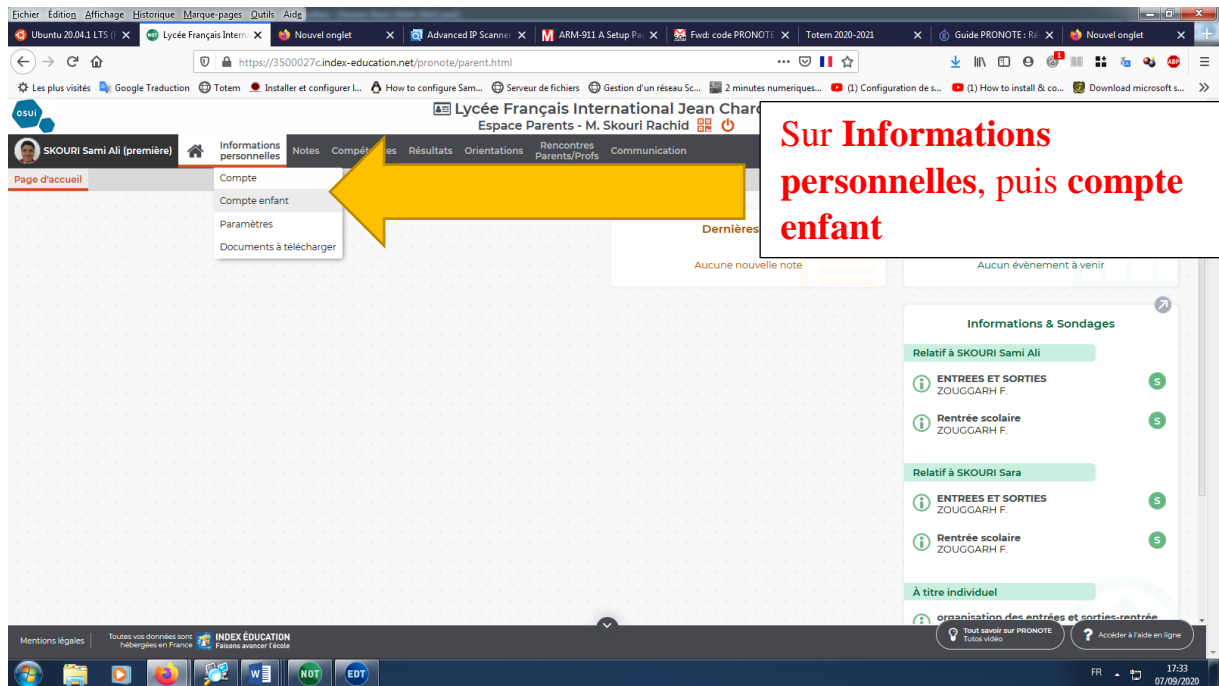 Fichier Édition Affichage Historique Marque-pages Outils Aide
Ubuntu 20.04.1 LTS (F
Lycée Français Intern
Nouvel onglet
Advanced IP Scanner
ARM-911 A Setup Pa
Fwd: code PRONOTE
Totem 2020-2021
Guide PRONOTE : Ré
Nouvel onglet
https://3500027c.index-education.net/pronote/parent.html
Les plus visités Google Traduction Totem Installer et configurer l... How to configure Sam... Serveur de fichiers Gestion d'un réseau Sc... 2 minutes numeriques... (1) Configuration de s... (1) How to install & co... Download microsoft s...
osui
Lycée Français International Jean Charc
Espace Parents - M. Skouri Rachid
SKOURI Sami Ali (première)
Informations personnelles
Notes
Résultats
Orientations
Rencontres Parents/Profs
Communication
Page d'accueil
Compte
Compte enfant
Paramètres
Documents à télécharger
Sur Informations
personnelles, puis compte
enfant
Dernières
Aucune nouvelle note
Aucun évènement à venir
Informations & Sondages
Relatif à SKOURI Sami Ali
ENTREES ET SORTIES
ZOUGGARH F.
S
Rentrée scolaire
ZOUGGARH F.
S
Relatif à SKOURI Sara
ENTREES ET SORTIES
ZOUGGARH F.
S
Rentrée scolaire
ZOUGGARH F.
S
À titre individuel
organisation des entrées et sorties-rentrée
Mentions légales
Toutes vos données sont
hébergées en France
INDEX ÉDUCATION
Faisons avancer l'école
Tout savoir sur PRONOTE
Tutos vidéo
? Accéder à l'aide en ligne
NOT
EDT
FR
17:33
07/09/2020